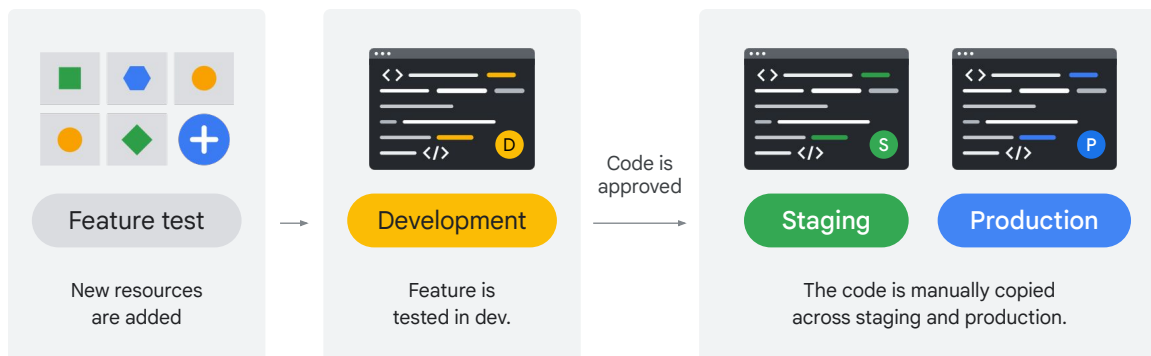 < >
D
</>
< >
S
</>
< >
P
</>
Code is
approved
Feature test
Development
Staging
Production
New resources
are added
Feature is
tested in dev.
The code is manually copied
across staging and production.